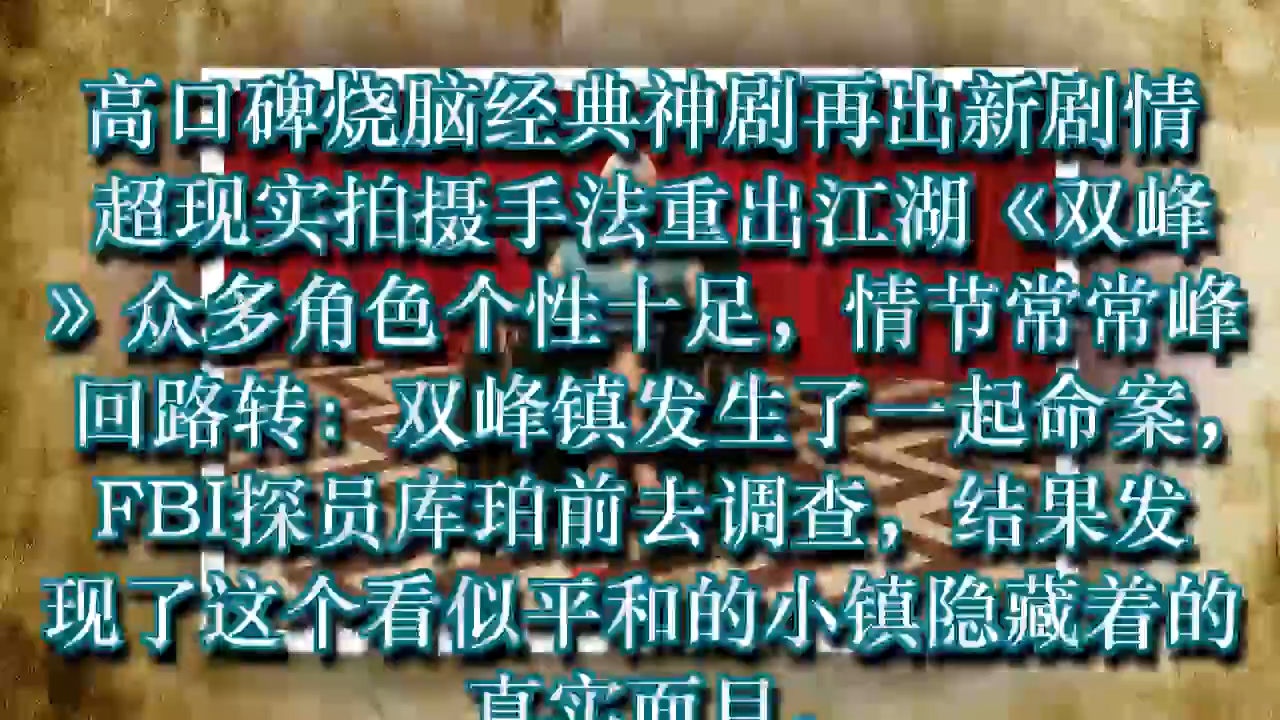 高口碑烧脑经典神剧再出新剧情
超现实拍摄手法重出江湖《双峰
》众多角色个性十足，情节常常峰
回路转：双峰镇发生了一起命案，
FBI探员库珀前去调查，结果发
现了这个看似平和的小镇隐藏着的
真实面目。